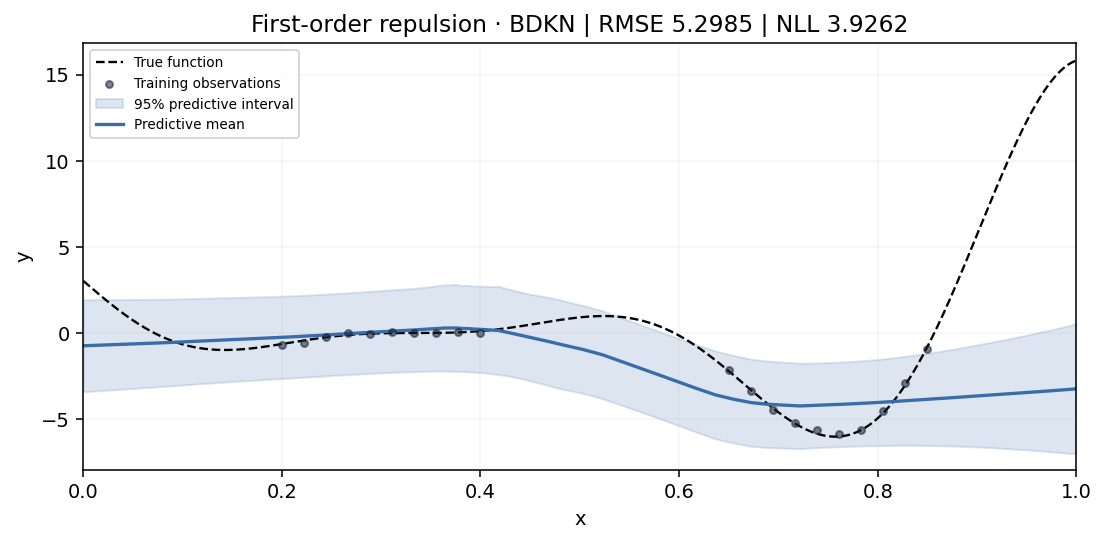 First-order repulsion · BDKN | RMSE 5.2985 | NLL 3.9262
True function
Training observations
95% predictive interval
Predictive mean
15
10
5
0
−5
y
0.0 0.2 0.4 0.6 0.8 1.0
x